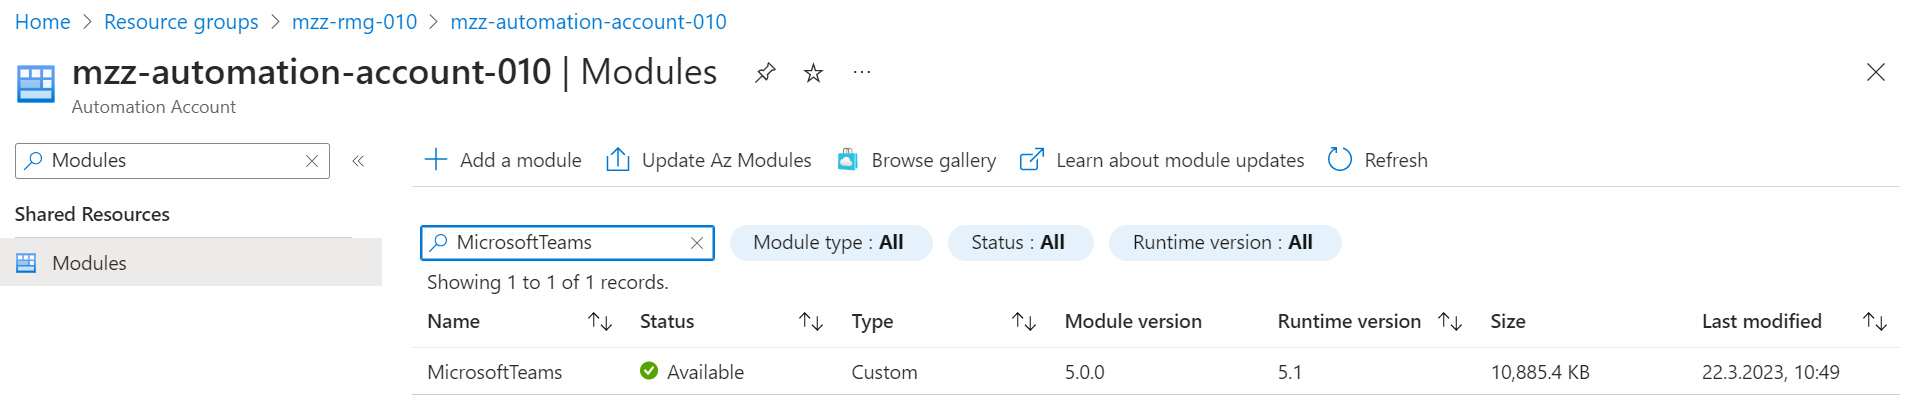 Home > Resource groups > mzz-rmg-010 > mzz-automation-account-010
mzz-automation-account-010 | Modules ...
Automation Account
Modules
Shared Resources
Modules
Add a module Update Az Modules Browse gallery Learn about module updates Refresh
MicrosoftTeams Module type : All Status : All Runtime version : All
Showing 1 to 1 of 1 records.
Name Status Type Module version Runtime version Size Last modified
MicrosoftTeams Available Custom 5.0.0 5.1 10,885.4 KB 22.3.2023, 10:49